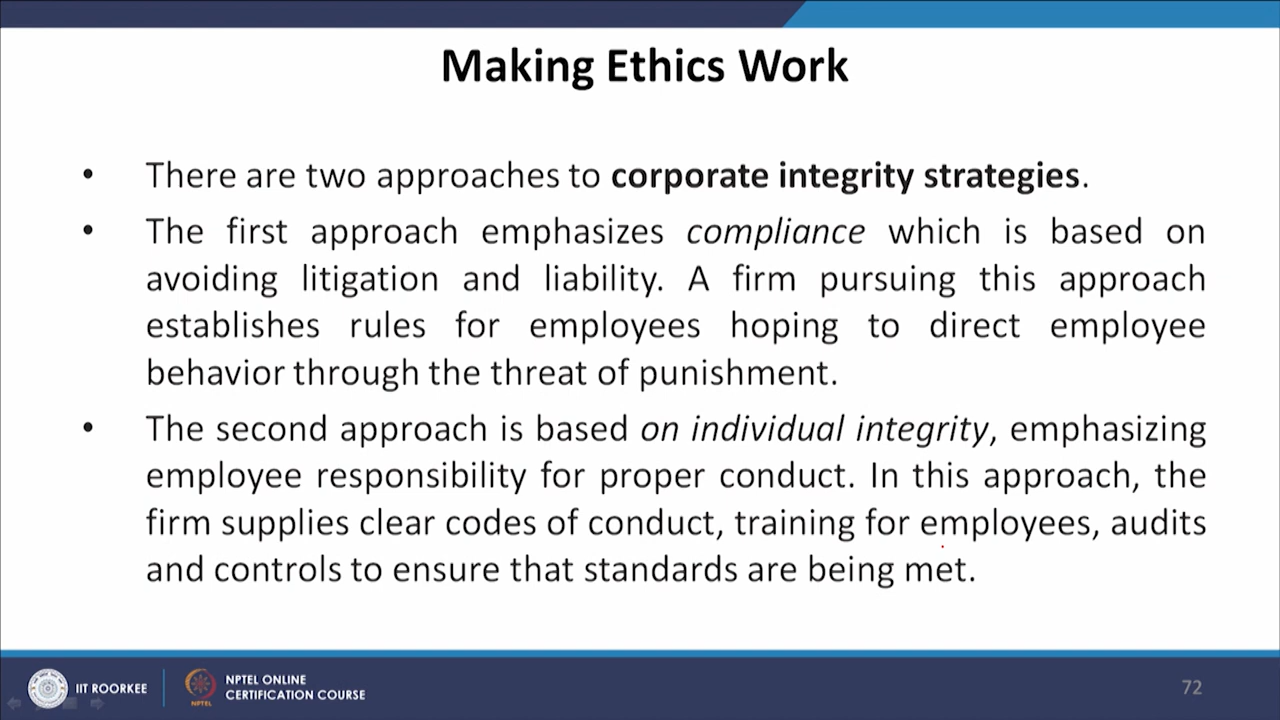 Making Ethics Work
• There are two approaches to corporate integrity strategies.
• The first approach emphasizes compliance which is based on
avoiding litigation and liability. A firm pursuing this approach
establishes rules for employees hoping to direct employee
behavior through the threat of punishment.
• The second approach is based on individual integrity, emphasizing
employee responsibility for proper conduct. In this approach, the
firm supplies clear codes of conduct, training for employees, audits
and controls to ensure that standards are being met.
IIT ROORKEE
NPTEL
NPTEL ONLINE
CERTIFICATION COURSE
72